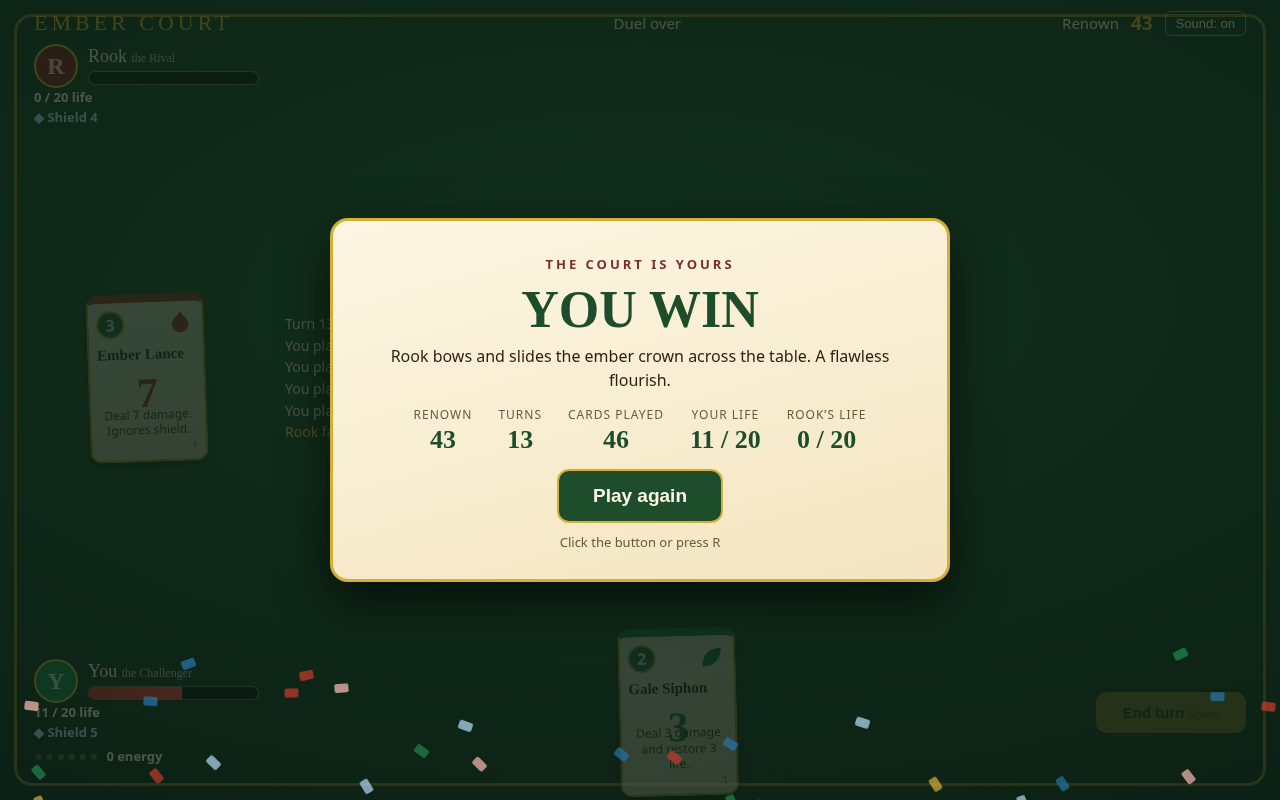 EMBER COURT
Duel over
Renown 43
Sound: on
R
Rook the Rival
0 / 20 life
◆ Shield 4
3
Ember Lance
7
Deal 7 damage.
Ignores shield.
1
Turn 13
You pla
You pla
You pla
You pla
Rook fa
THE COURT IS YOURS
YOU WIN
Rook bows and slides the ember crown across the table. A flawless
flourish.
RENOWN TURNS CARDS PLAYED YOUR LIFE ROOK’S LIFE
43 13 46 11 / 20 0 / 20
Play again
Click the button or press R
Y
You the Challenger
11 / 20 life
◆ Shield 5
0 energy
2
Gale Siphon
3
Deal 3 damage
and restore 3
life.
1
End turn Space